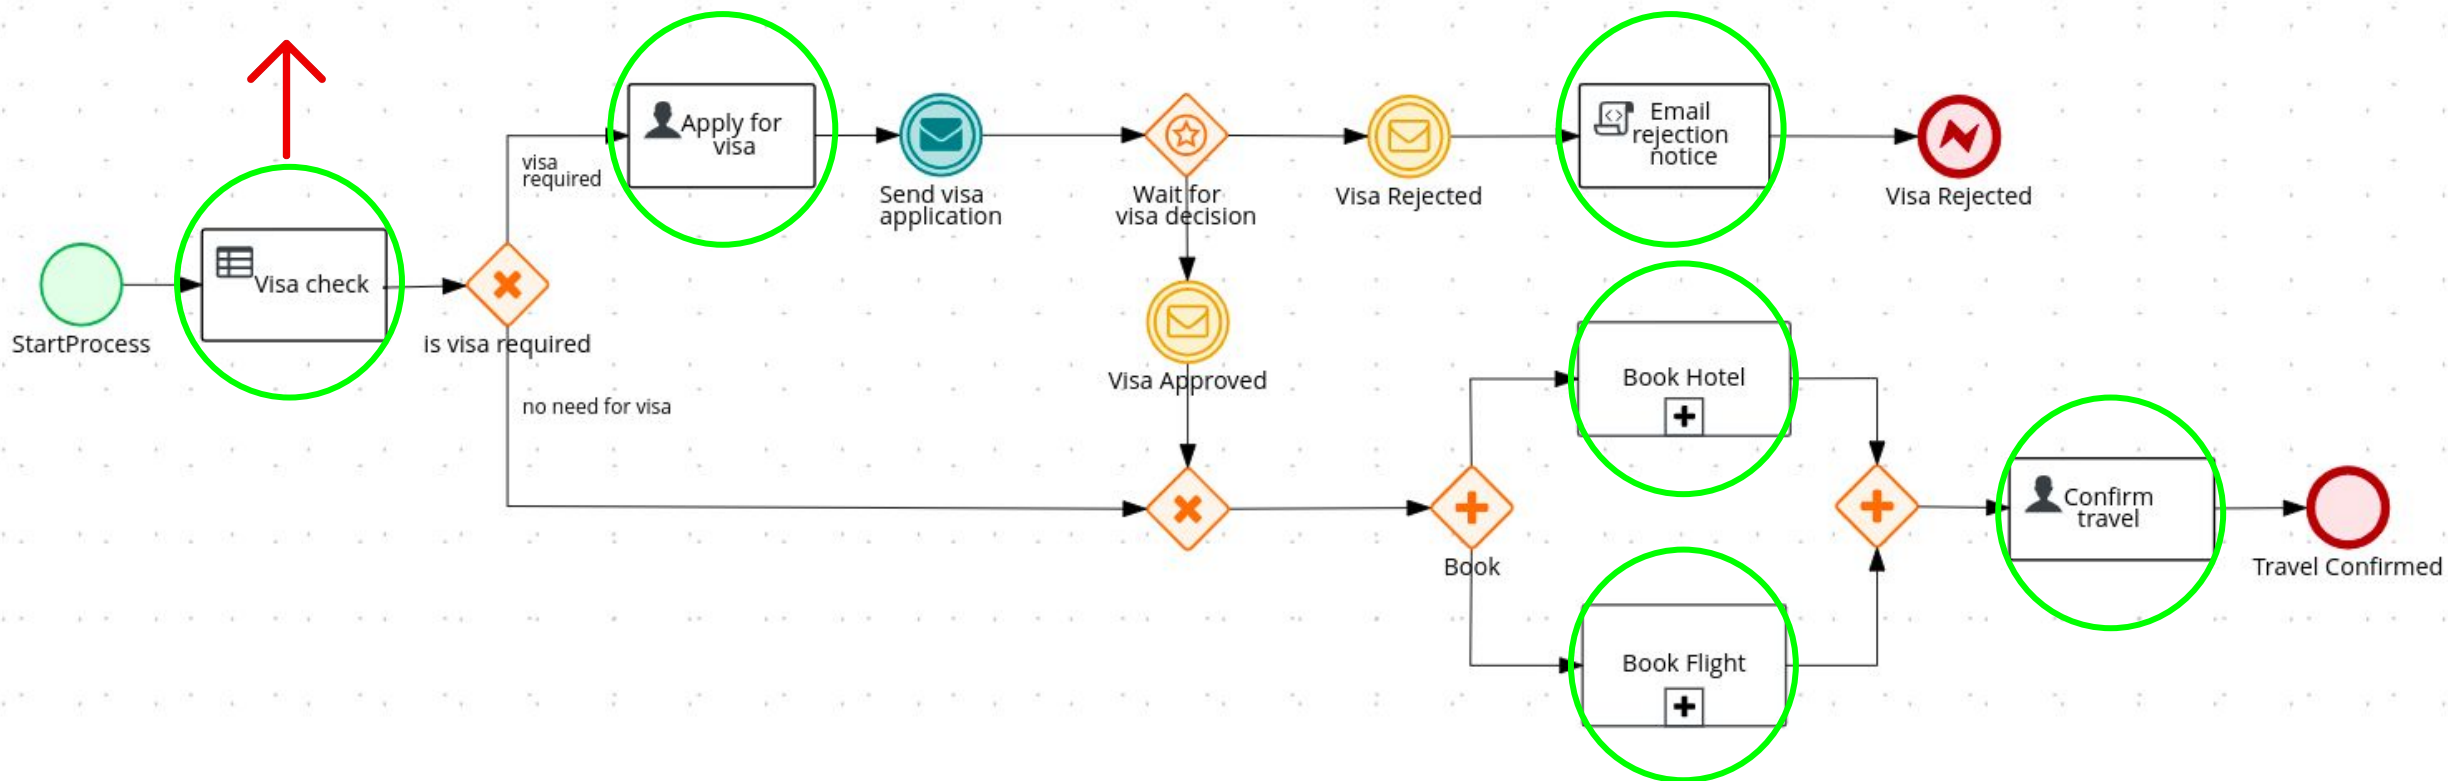 StartProcess
Visa check
is visa required
visa
required
no need for visa
Apply for
visa
Send visa
application
Wait for
visa decision
Visa Rejected
Email
rejection
notice
Visa Rejected
Visa Approved
Book
Book Hotel
Book Flight
Confirm
travel
Travel Confirmed